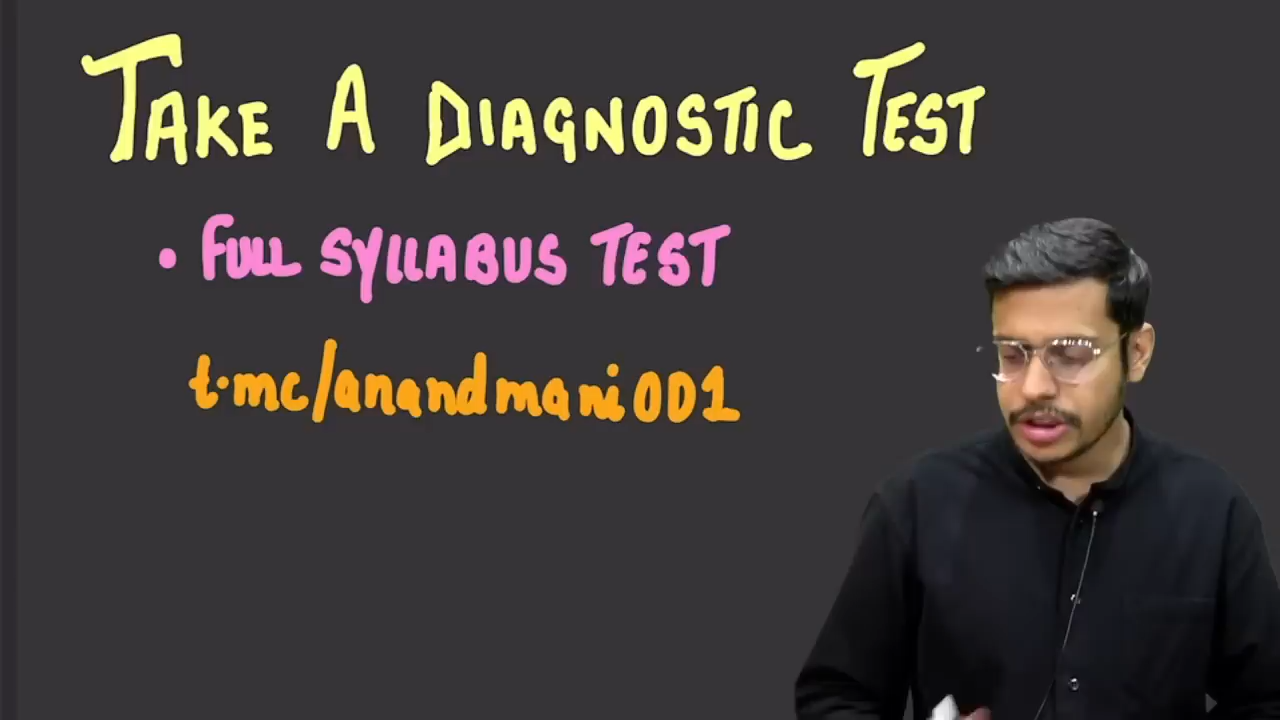 TAKE A DIAGNOSTIC TEST
• FULL SYLLABUS TEST
t.me/anandmani001